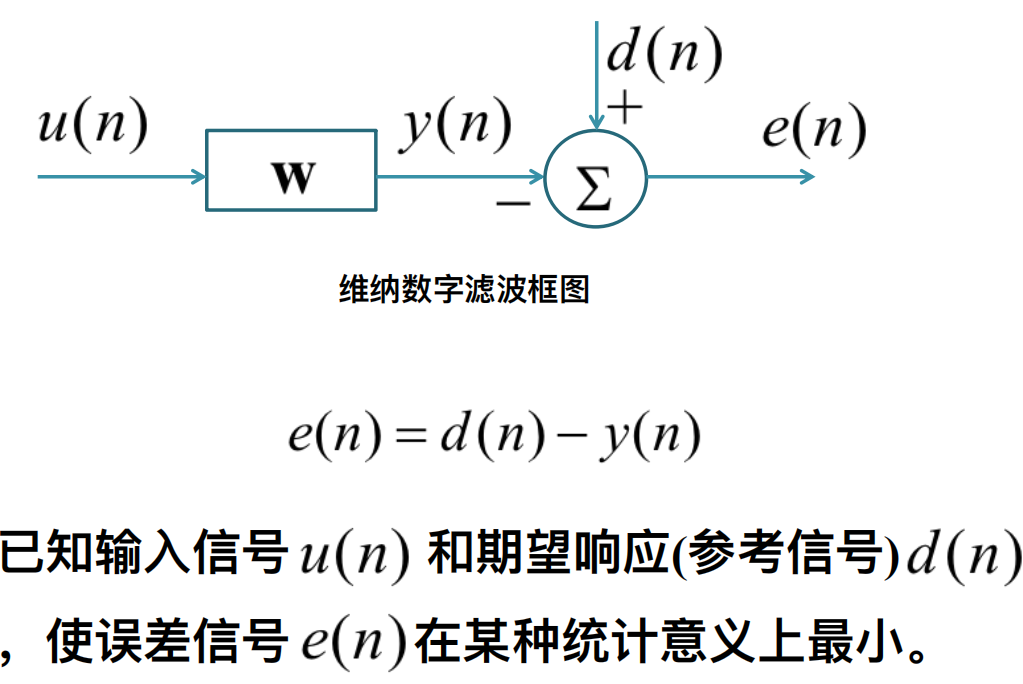 d(n)
+
u(n)
y(n)
e(n)
w
Σ
−
维纳数字滤波框图
e(n) = d(n) − y(n)
已知输入信号 u(n) 和期望响应(参考信号) d(n)
，使误差信号 e(n) 在某种统计意义上最小。